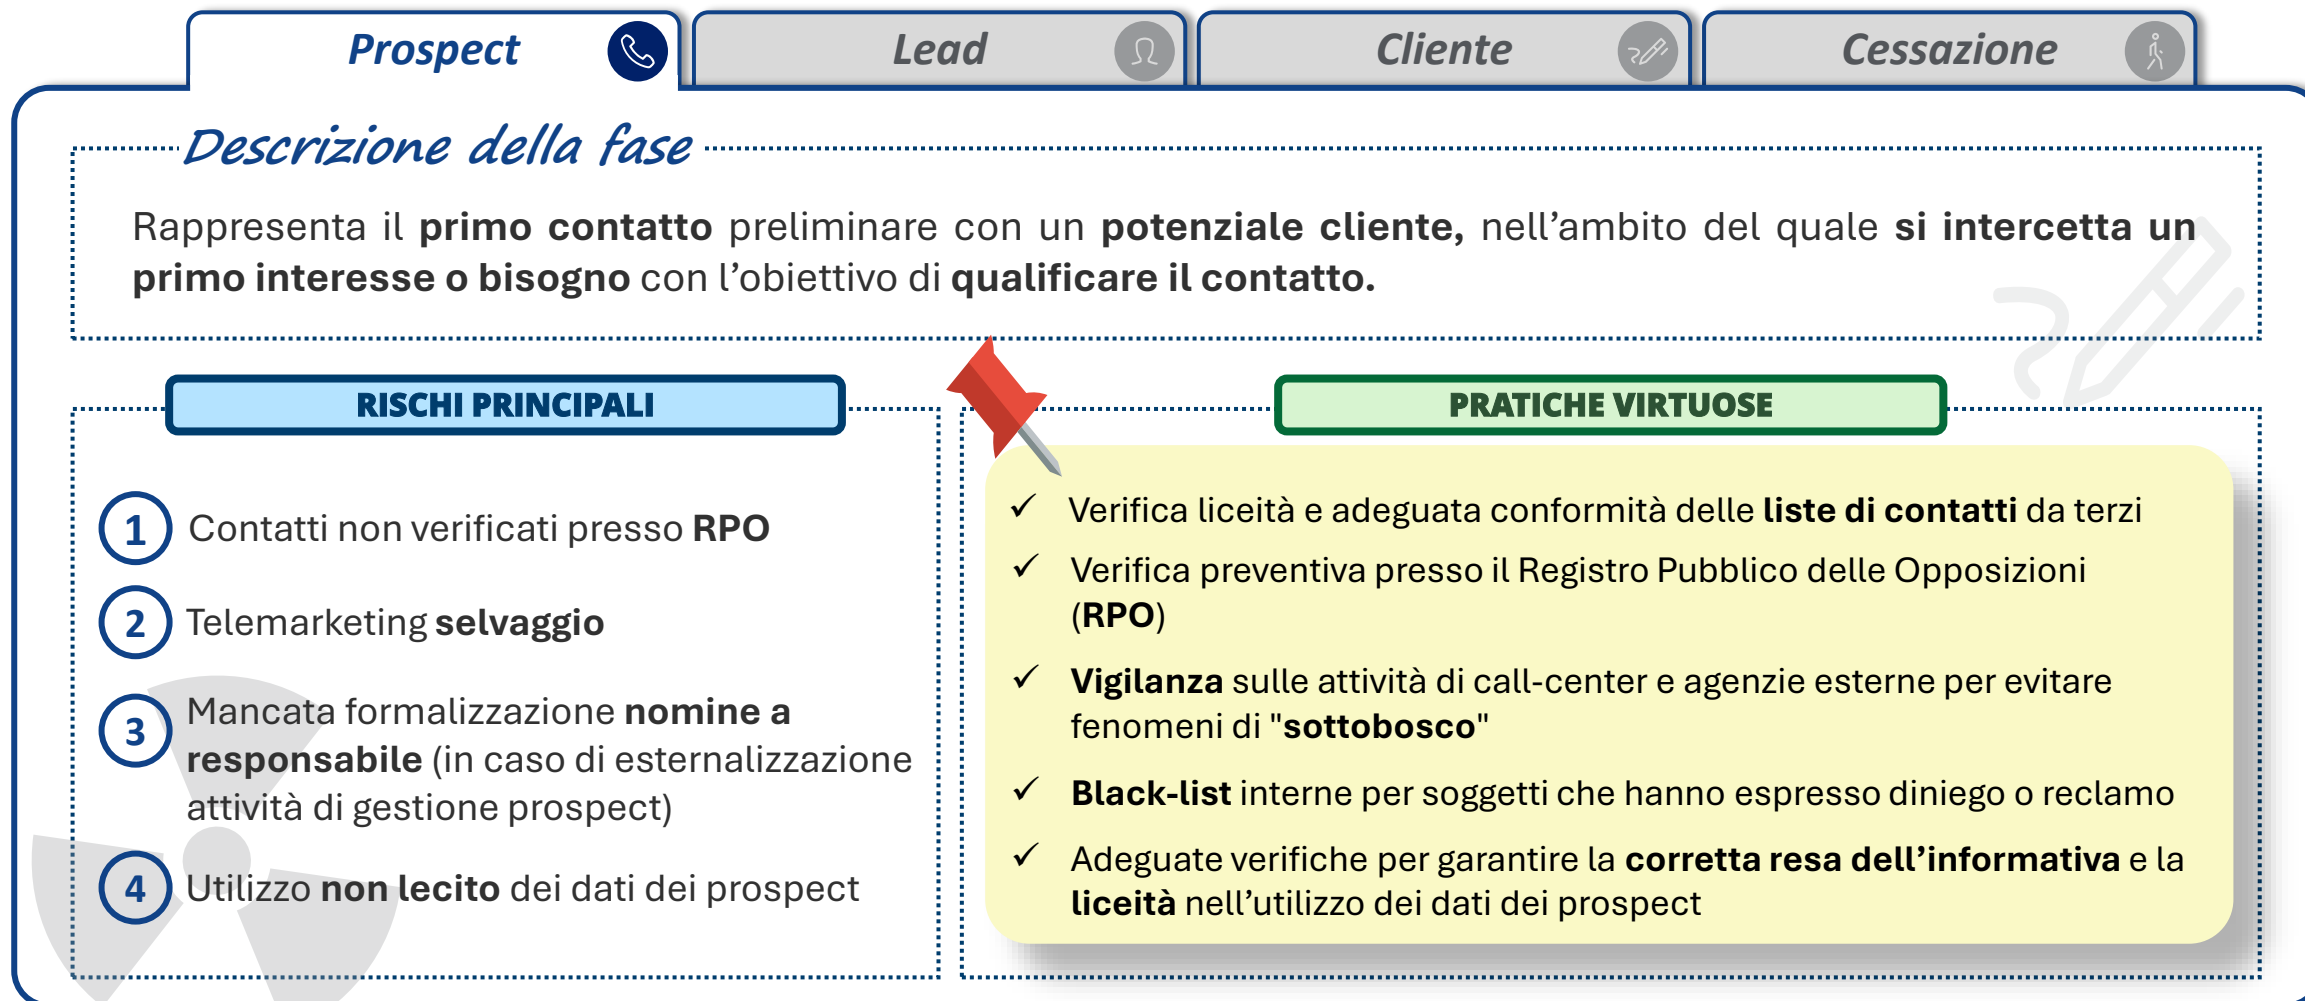 Prospect
Lead
Cliente
Cessazione
Descrizione della fase
Rappresenta il primo contatto preliminare con un potenziale cliente, nell’ambito del quale si intercetta un
primo interesse o bisogno con l’obiettivo di qualificare il contatto.
RISCHI PRINCIPALI
1 Contatti non verificati presso RPO
2 Telemarketing selvaggio
3 Mancata formalizzazione nomine a
responsabile (in caso di esternalizzazione
attività di gestione prospect)
4 Utilizzo non lecito dei dati dei prospect
PRATICHE VIRTUOSE
✓ Verifica liceità e adeguata conformità delle liste di contatti da terzi
✓ Verifica preventiva presso il Registro Pubblico delle Opposizioni
(RPO)
✓ Vigilanza sulle attività di call-center e agenzie esterne per evitare
fenomeni di "sottobosco"
✓ Black-list interne per soggetti che hanno espresso diniego o reclamo
✓ Adeguate verifiche per garantire la corretta resa dell’informativa e la
liceità nell’utilizzo dei dati dei prospect